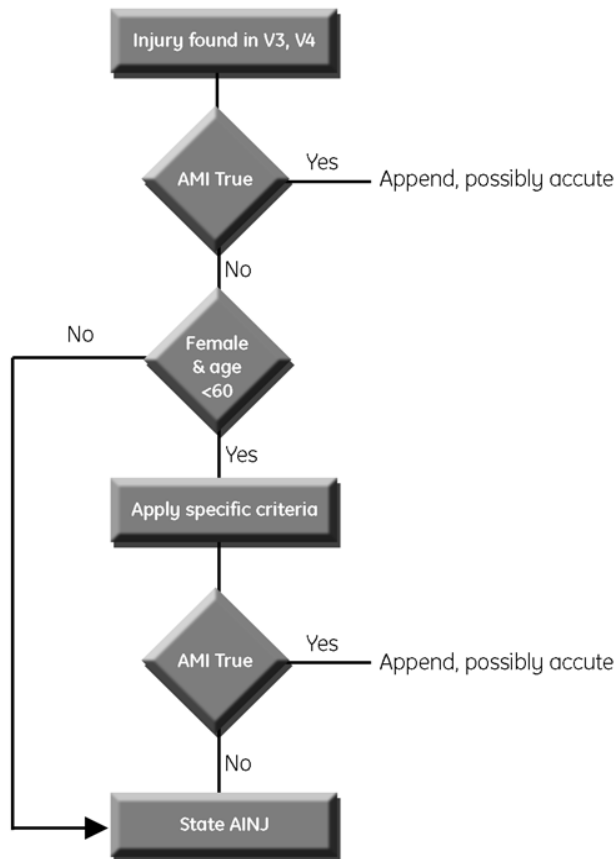 Injury found in V3, V4
AMI True
Yes
Append, possibly accute
No
No
Female
& age
<60
Yes
Apply specific criteria
AMI True
Yes
Append, possibly accute
No
State AINJ